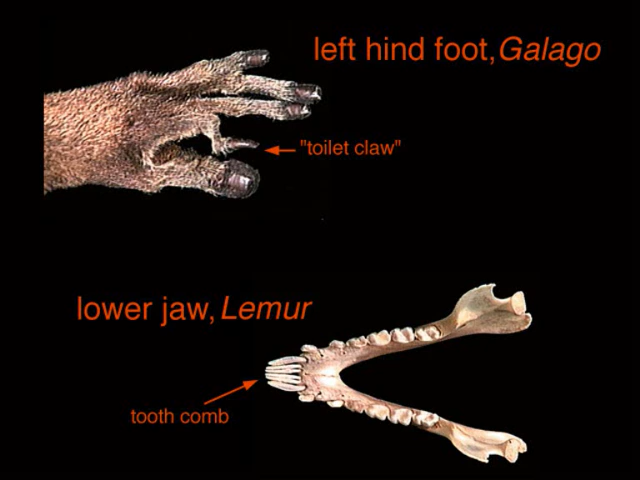 left hind foot, Galago
"toilet claw"
lower jaw, Lemur
tooth comb